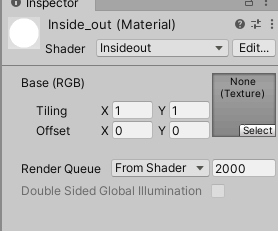 Inspector
Inside_out (Material)
Shader Insideout Edit...
Base (RGB)
None
(Texture)
Tiling X 1 Y 1
Offset X 0 Y 0
Select
Render Queue From Shader 2000
Double Sided Global Illumination